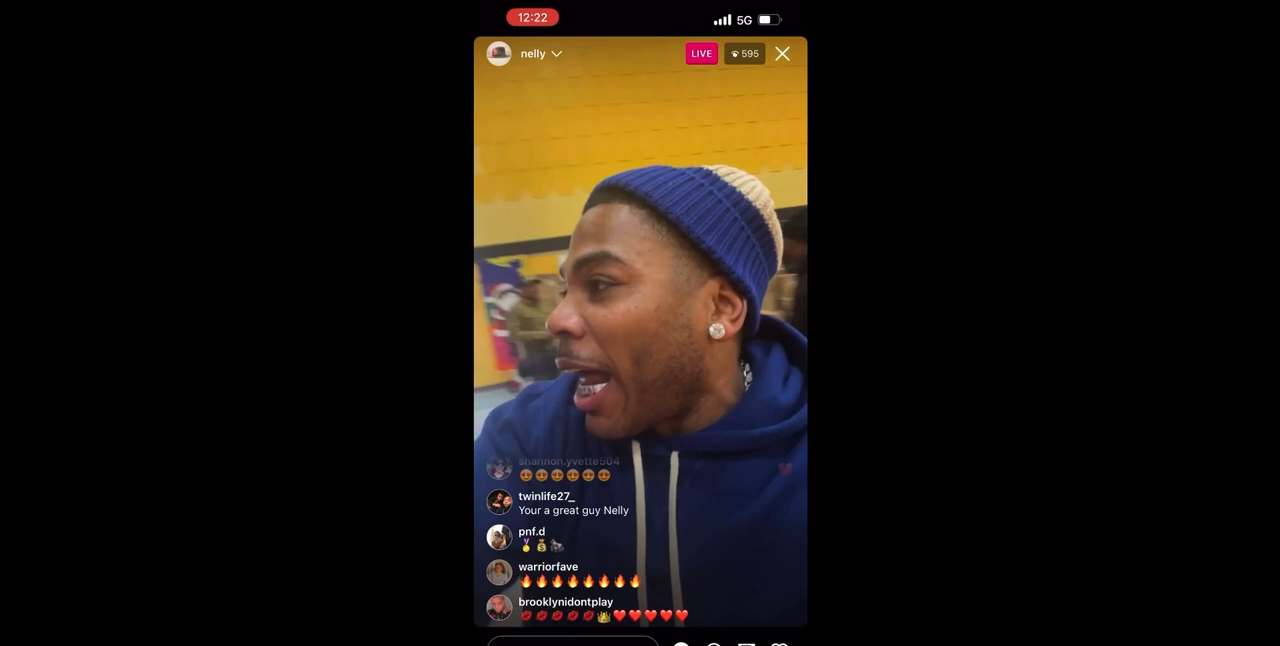 12:22
5G
nelly
LIVE
595
shannon.yvette504
😍😍😍😍😍😍
twinlife27_
Your a great guy Nelly
pnf.d
warriorfave
🔥🔥🔥🔥🔥🔥🔥🔥
brooklynidontplay
💋💋💋💋💋👑❤️❤️❤️❤️❤️